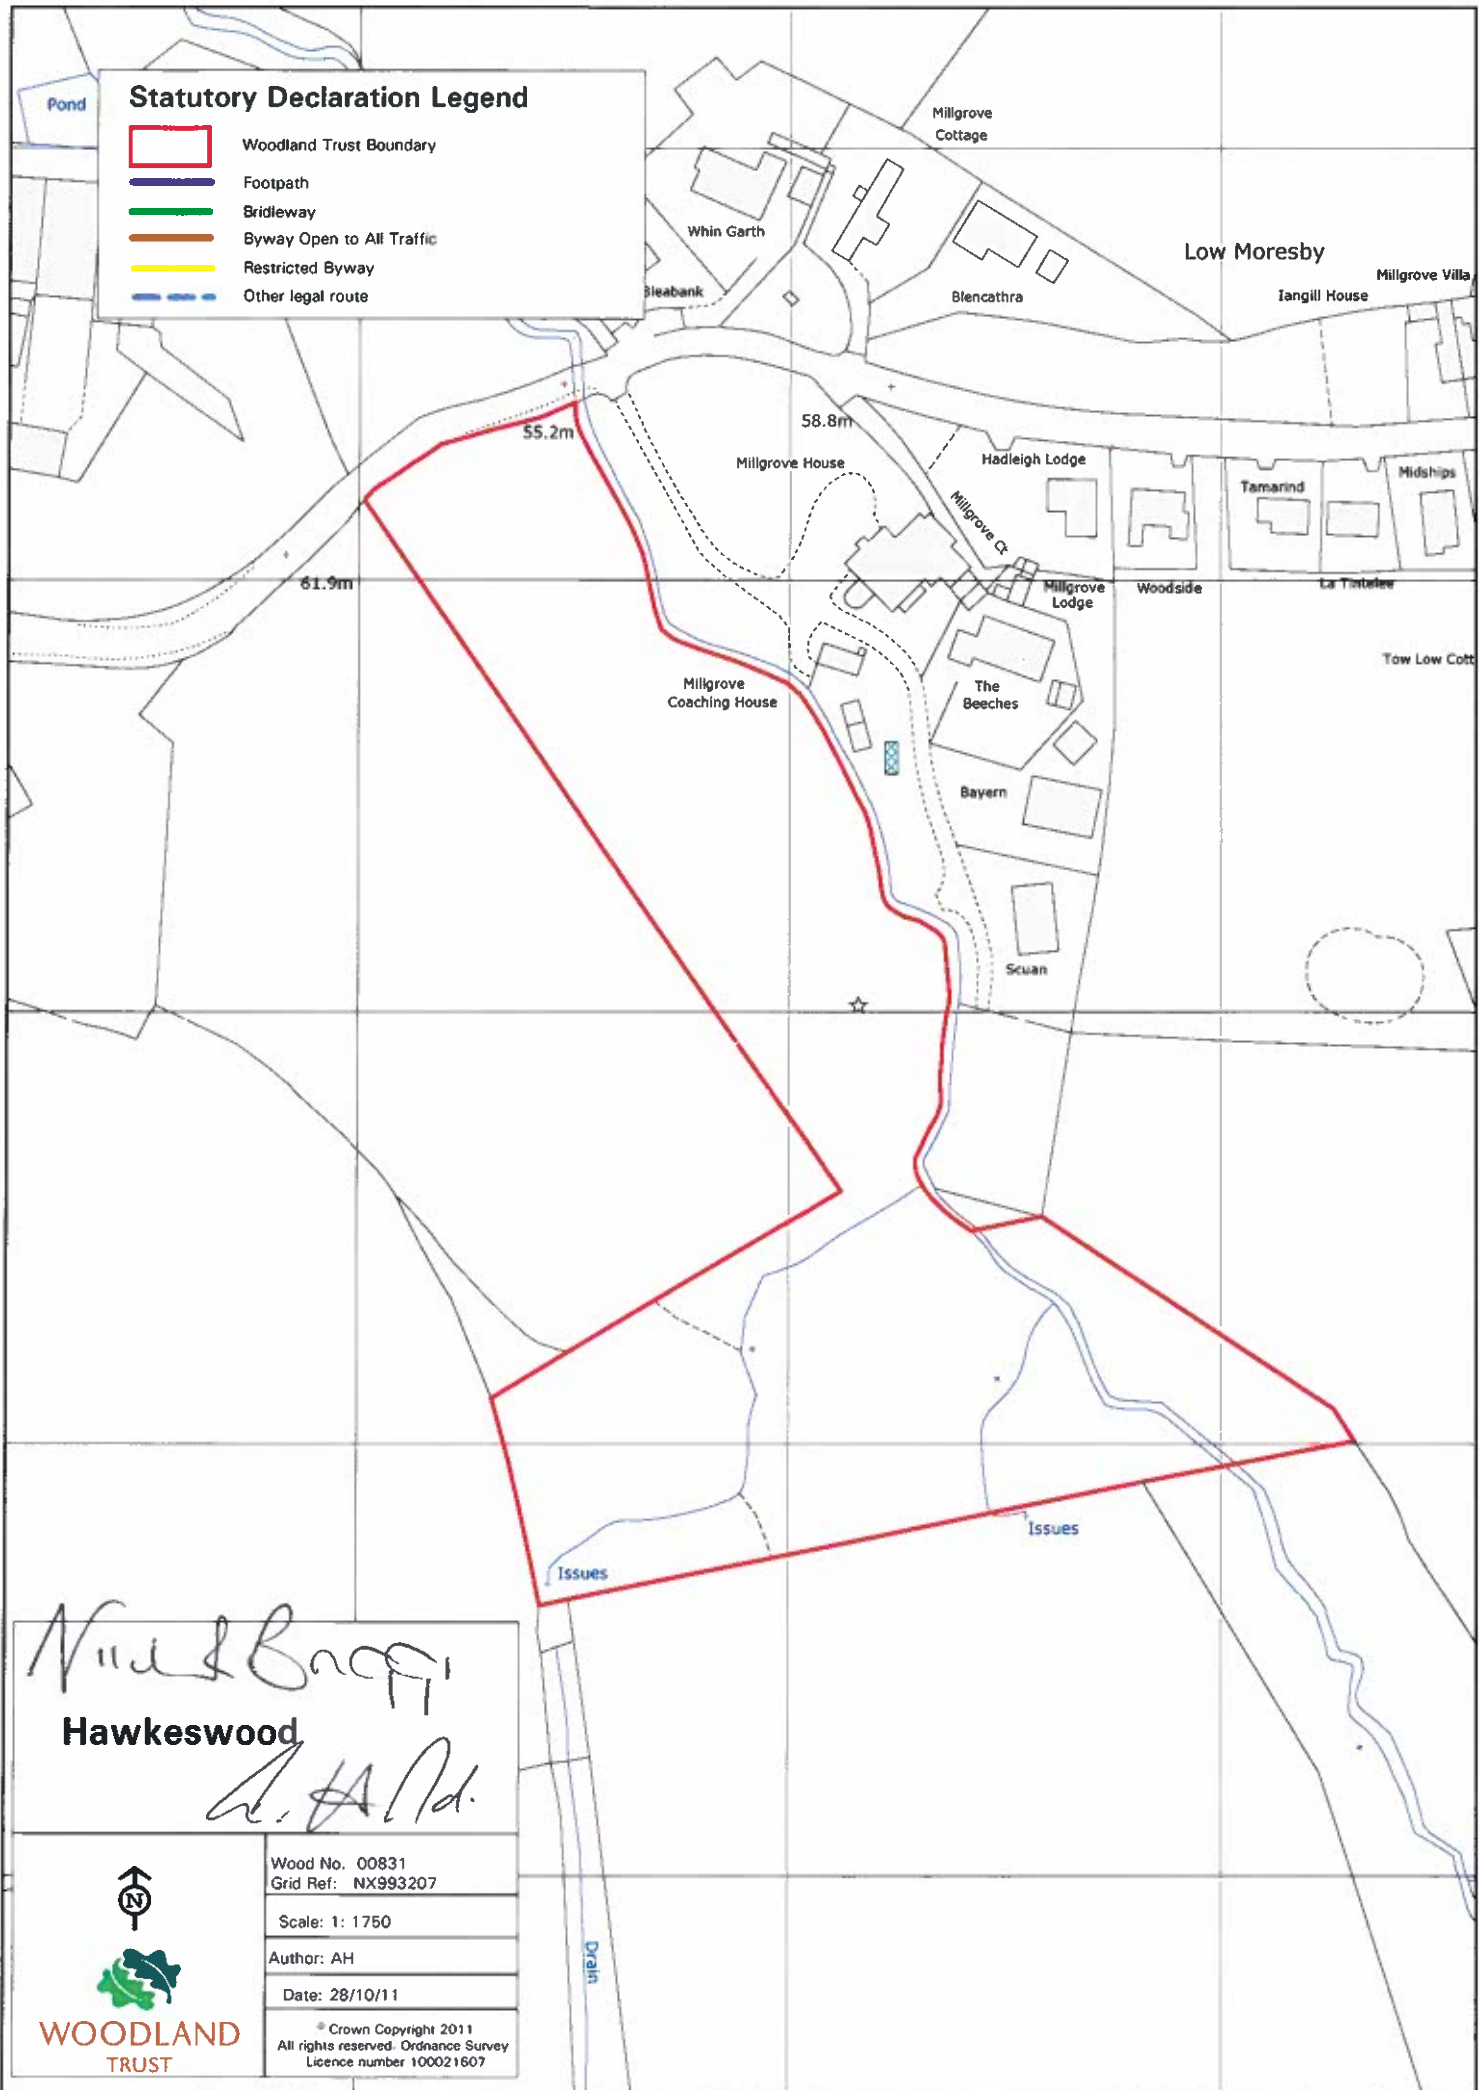 Pond
Statutory Declaration Legend
Woodland Trust Boundary
Footpath
Bridleway
Byway Open to All Traffic
Restricted Byway
Other legal route
Millgrove
Cottage
Whin Garth
Bleabank
Blencathra
Low Moresby
Millgrove Villa
Iangill House
55.2m
58.8m
Millgrove House
Hadleigh Lodge
Tamarind
Midships
Millgrove Ct
61.9m
Millgrove
Lodge
Woodside
La Tintelee
Tow Low Cott
Millgrove
Coaching House
The
Beeches
Bayern
Scuan
Issues
Issues
Hawkeswood
Wood No. 00831
Grid Ref: NX993207
Scale: 1: 1750
Author: AH
Date: 28/10/11
© Crown Copyright 2011
All rights reserved. Ordnance Survey
Licence number 100021607
N
WOODLAND
TRUST
Drain